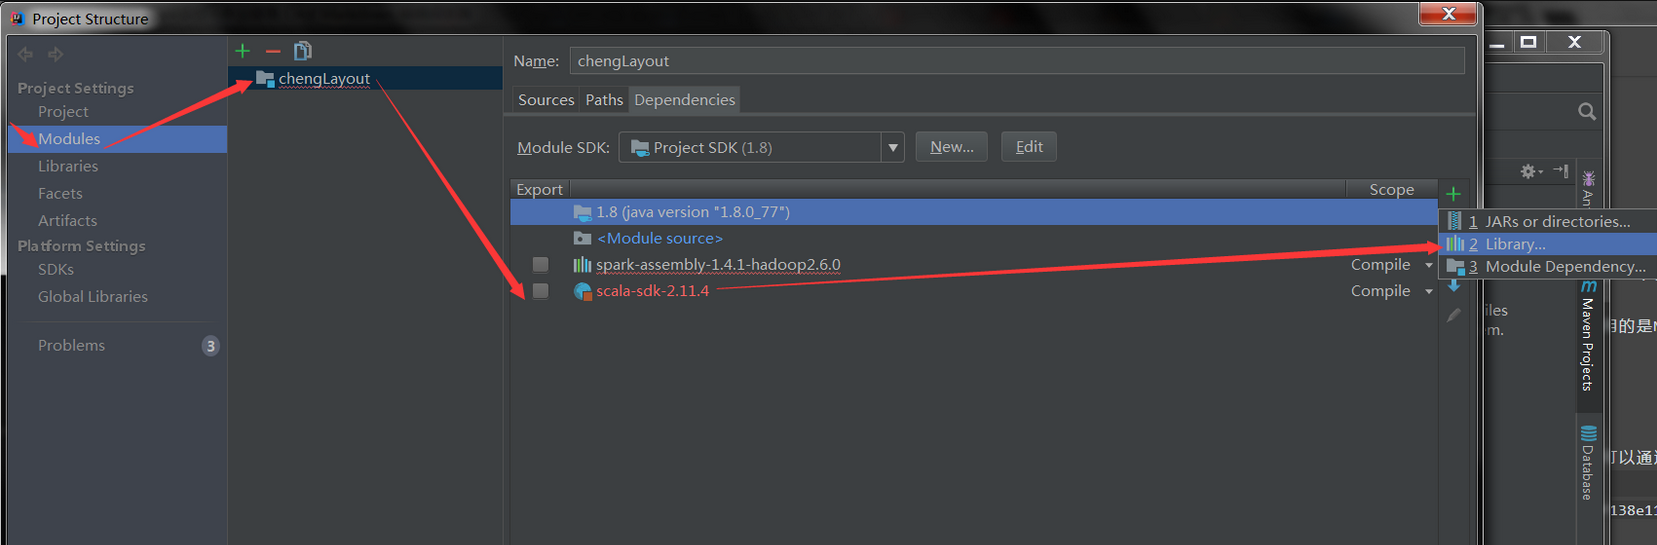 Project Structure
Project Settings
Project
Modules
Libraries
Facets
Artifacts
Platform Settings
SDKs
Global Libraries
Problems
3
chengLayout
Name:
chengLayout
Sources
Paths
Dependencies
Module SDK:
Project SDK (1.8)
New...
Edit
Export
Scope
1.8 (java version "1.8.0_77")
<Module source>
spark-assembly-1.4.1-hadoop2.6.0
Compile
scala-sdk-2.11.4
Compile
1 JARs or directories...
2 Library...
3 Module Dependency...
iles
m.
Ant
Maven Projects
Database
用的是
可以通
138e11